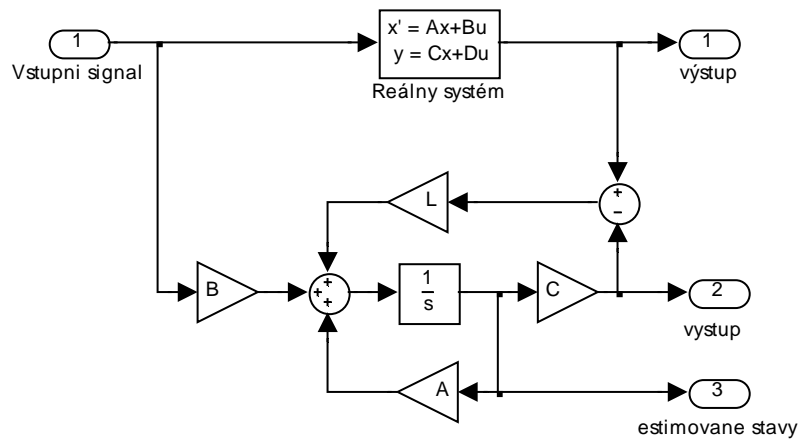 1
Vstupni signal
x' = Ax+Bu
y = Cx+Du
Reálny systém
1
výstup
L
+
−
B
+
+
+
1
s
C
2
vystup
A
3
estimovane stavy